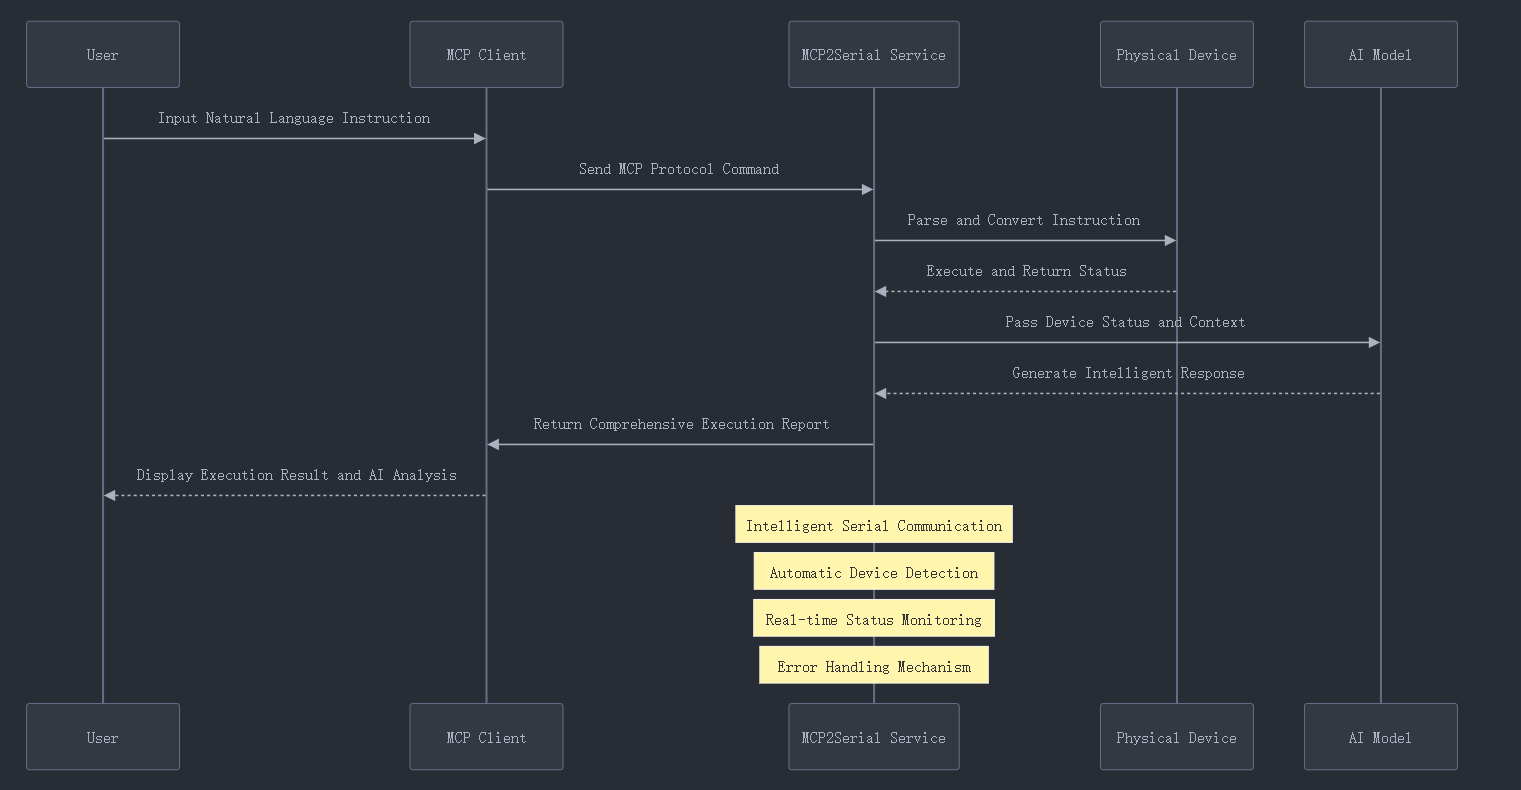 User
MCP Client
MCP2Serial Service
Physical Device
AI Model
Input Natural Language Instruction
Send MCP Protocol Command
Parse and Convert Instruction
Execute and Return Status
Pass Device Status and Context
Generate Intelligent Response
Return Comprehensive Execution Report
Display Execution Result and AI Analysis
Intelligent Serial Communication
Automatic Device Detection
Real-time Status Monitoring
Error Handling Mechanism
User
MCP Client
MCP2Serial Service
Physical Device
AI Model